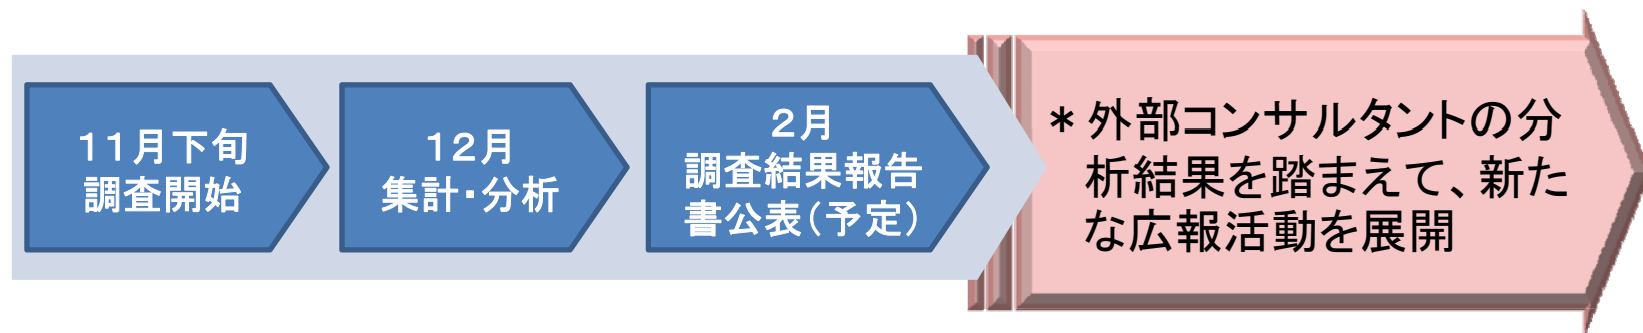 11月下旬
調査開始
12月
集計・分析
2月
調査結果報告
書公表(予定)
*外部コンサルタントの分
析結果を踏まえて、新た
な広報活動を展開